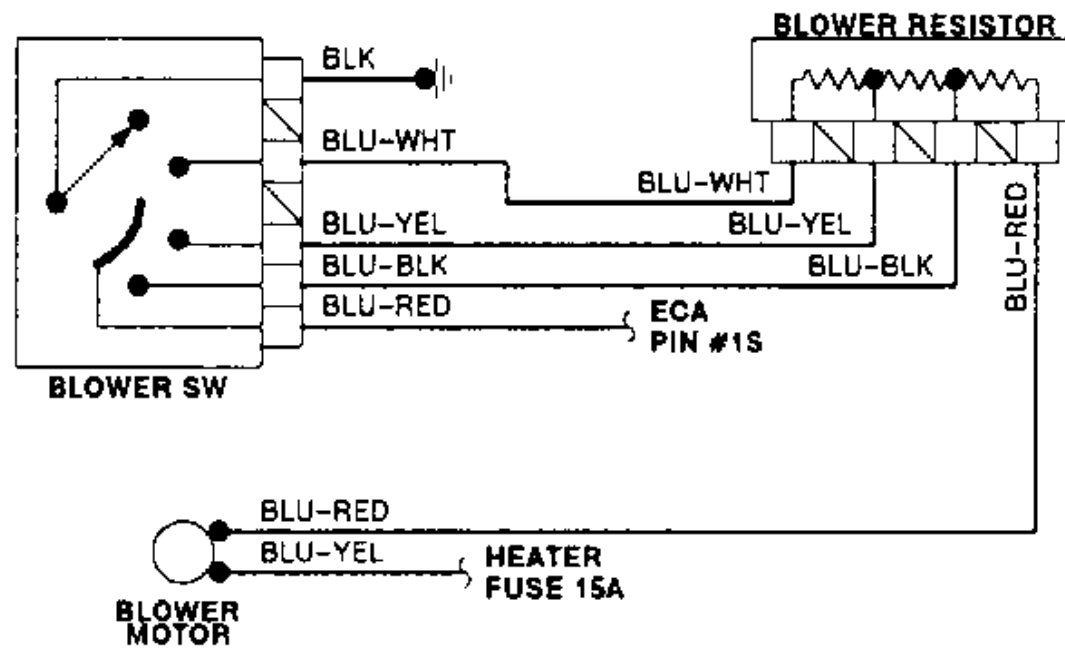 BLOWER RESISTOR
BLK
BLU-WHT
BLU-WHT
BLU-YEL
BLU-YEL
BLU-RED
BLU-BLK
BLU-BLK
BLU-RED
ECA
PIN #1S
BLOWER SW
BLU-RED
BLU-YEL
HEATER
FUSE 15A
BLOWER
MOTOR